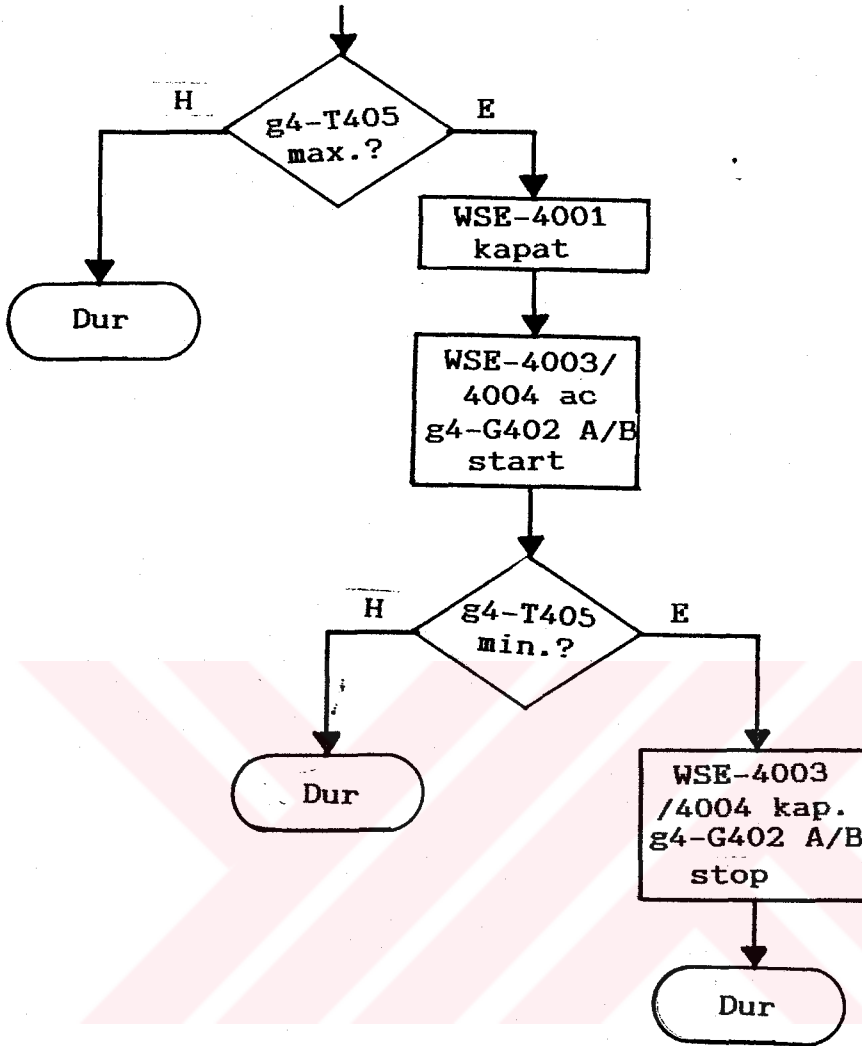 g4-T405
max.?
H
E
WSE-4001
kapat
Dur
WSE-4003/
4004 ac
g4-G402 A/B
start
g4-T405
min.?
H
E
Dur
WSE-4003
/4004 kap.
g4-G402 A/B
stop
Dur